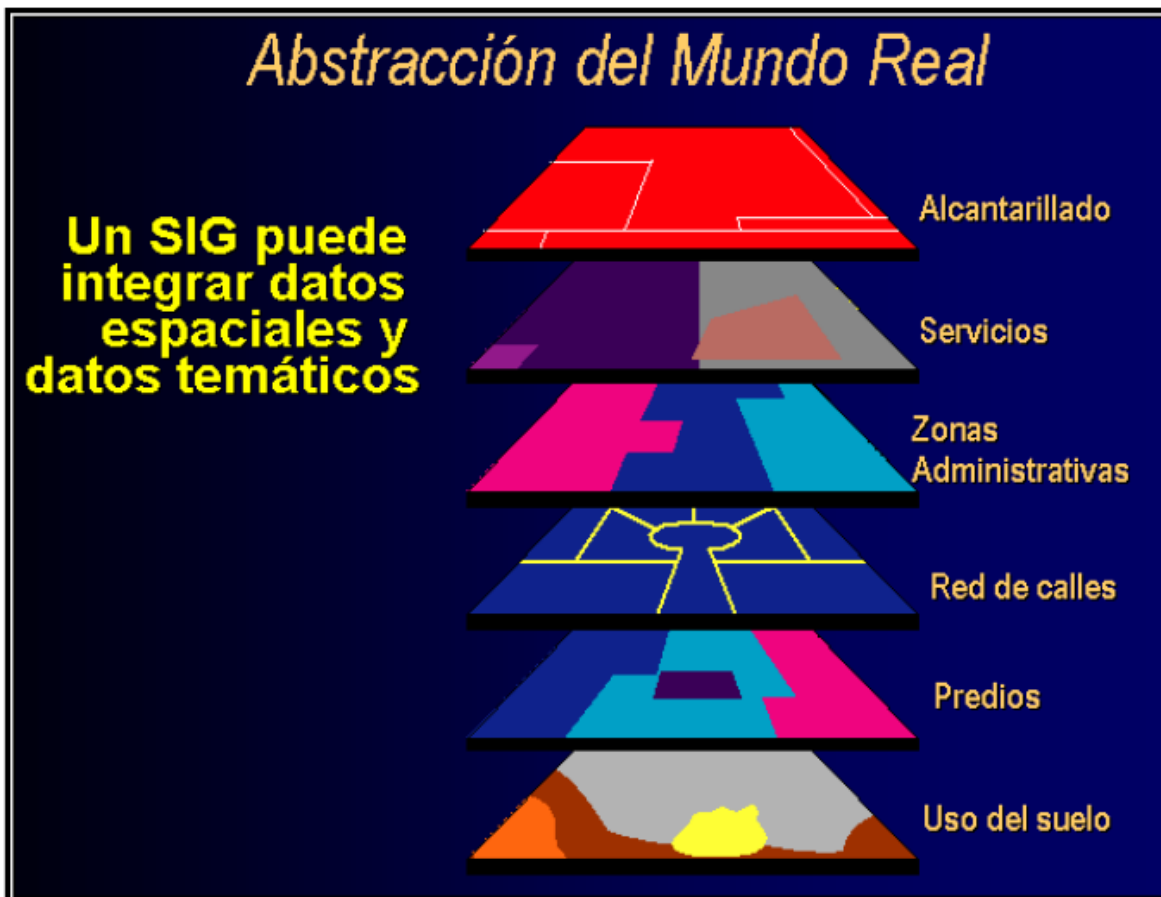 Abstracción del Mundo Real
Un SIG puede
integrar datos
espaciales y
datos temáticos
Alcantarillado
Servicios
Zonas
Administrativas
Red de calles
Predios
Uso del suelo